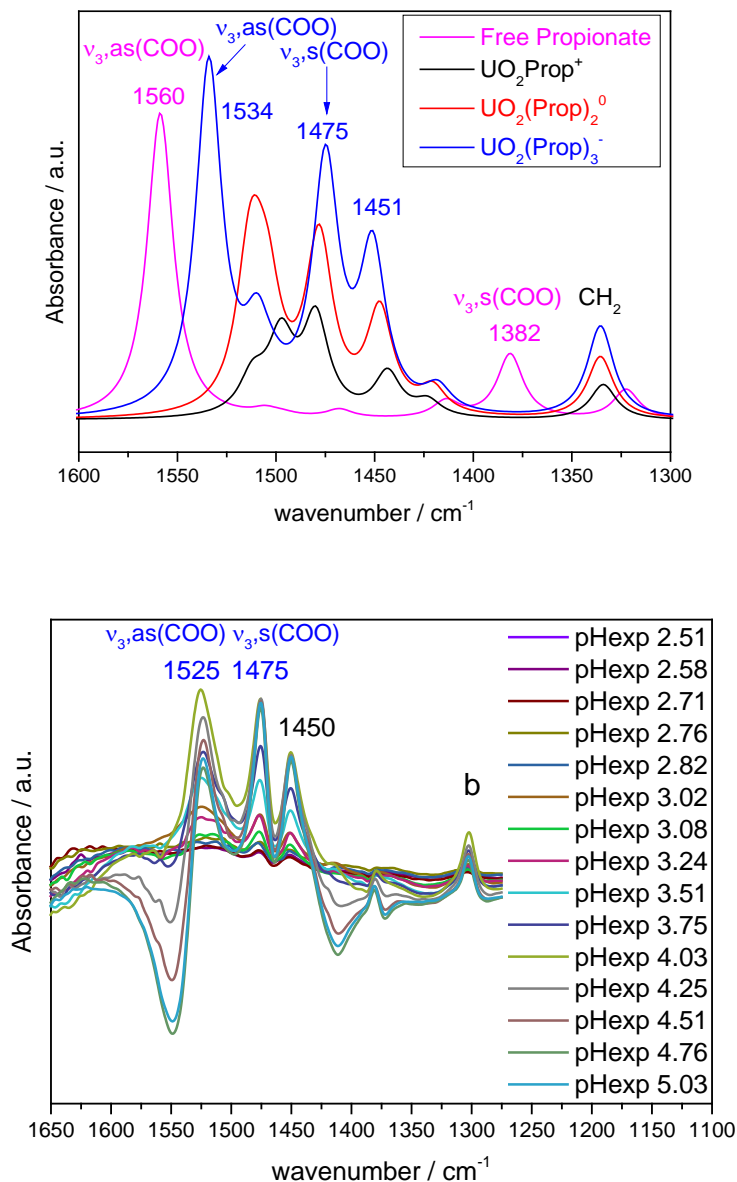 ν3,as(COO)
ν3,as(COO)
ν3,s(COO)
1560
1534
1475
1451
ν3,s(COO)
1382
CH2
Free Propionate
UO2Prop+
UO2(Prop)2^0
UO2(Prop)3^-
Absorbance / a.u.
1600 1550 1500 1450 1400 1350 1300
wavenumber / cm-1
ν3,as(COO) ν3,s(COO)
1525 1475
1450
b
pHexp 2.51
pHexp 2.58
pHexp 2.71
pHexp 2.76
pHexp 2.82
pHexp 3.02
pHexp 3.08
pHexp 3.24
pHexp 3.51
pHexp 3.75
pHexp 4.03
pHexp 4.25
pHexp 4.51
pHexp 4.76
pHexp 5.03
Absorbance / a.u.
1650 1600 1550 1500 1450 1400 1350 1300 1250 1200 1150 1100
wavenumber / cm-1